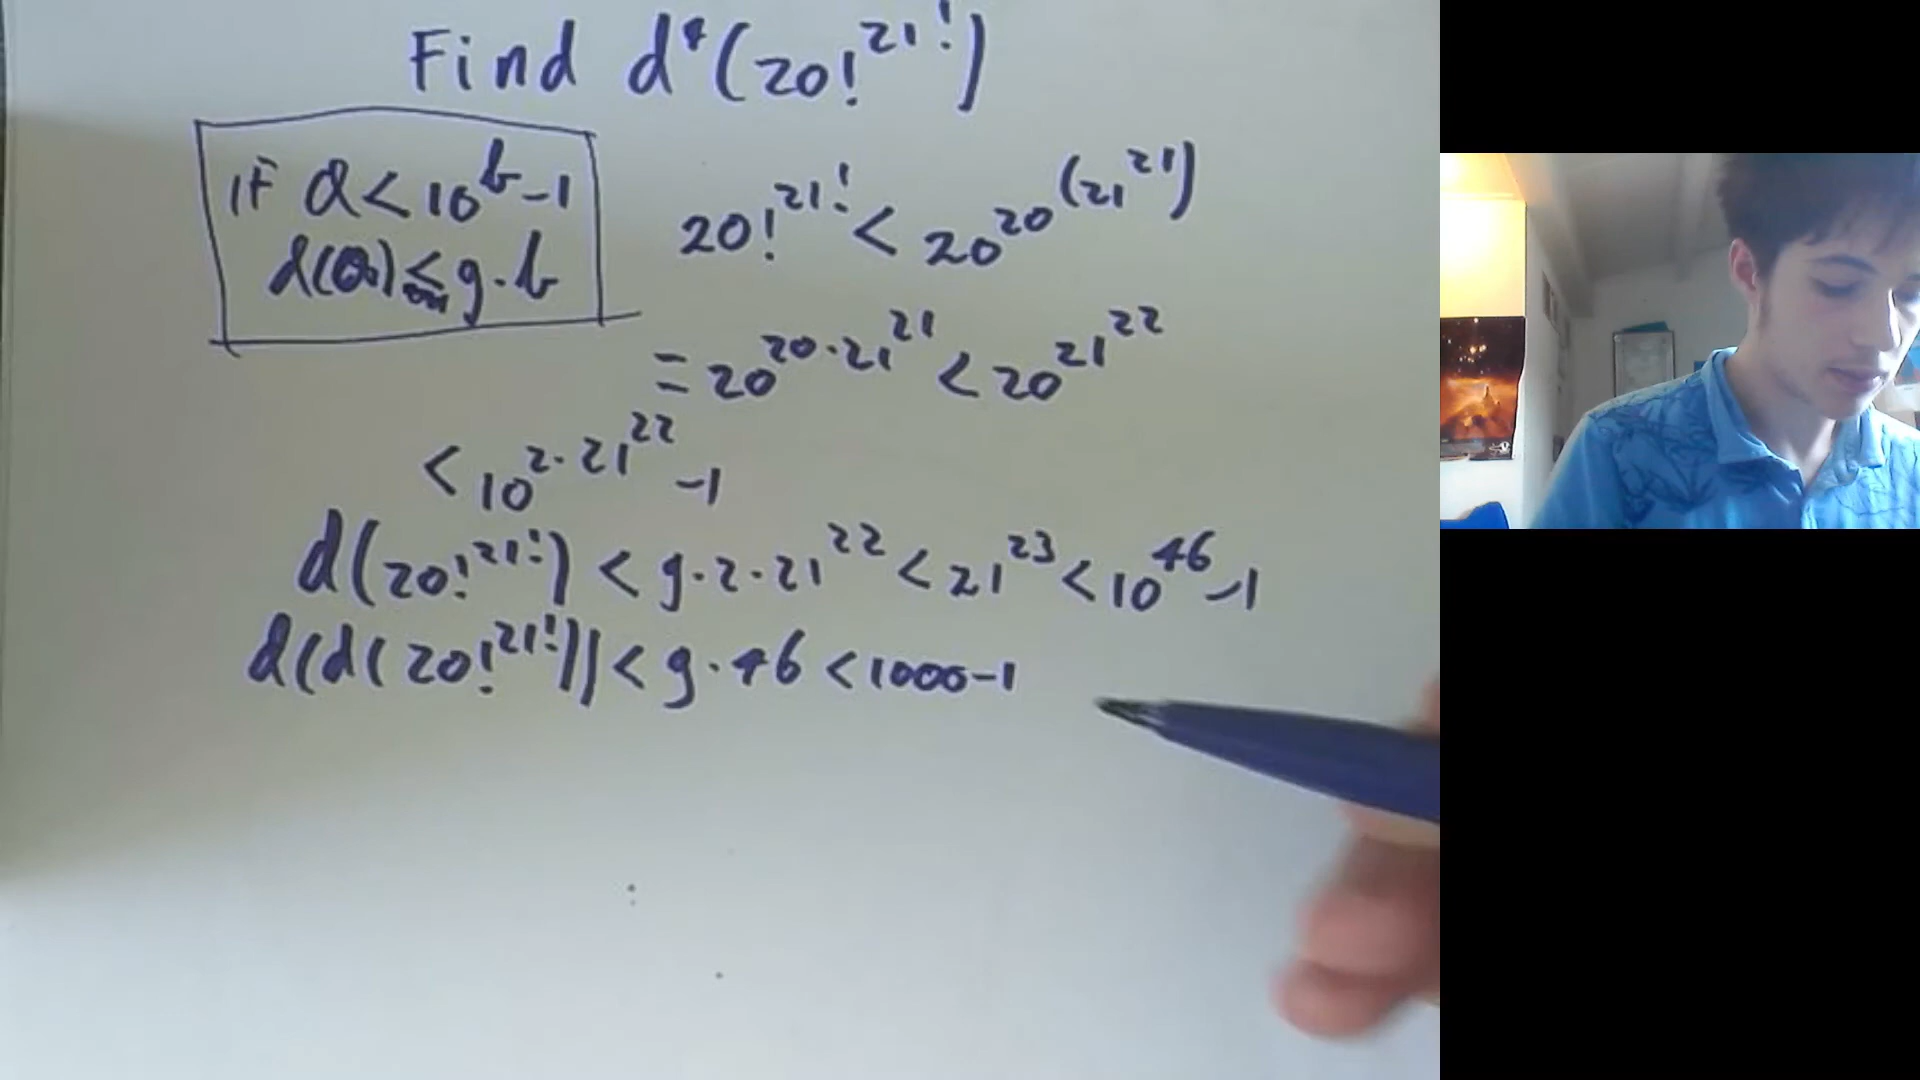 Find d⁴(20!^21!)
IF a < 10^b - 1
d(a) ≤ 9·b
20!^21! < 20^20^(21^21)
= 20^20·21^21 < 20^21^22
< 10^2·21^22 - 1
d(20!^21!) < 9·2·21^22 < 21^23 < 10^46 - 1
d(d(20!^21!)) < 9·46 < 1000-1